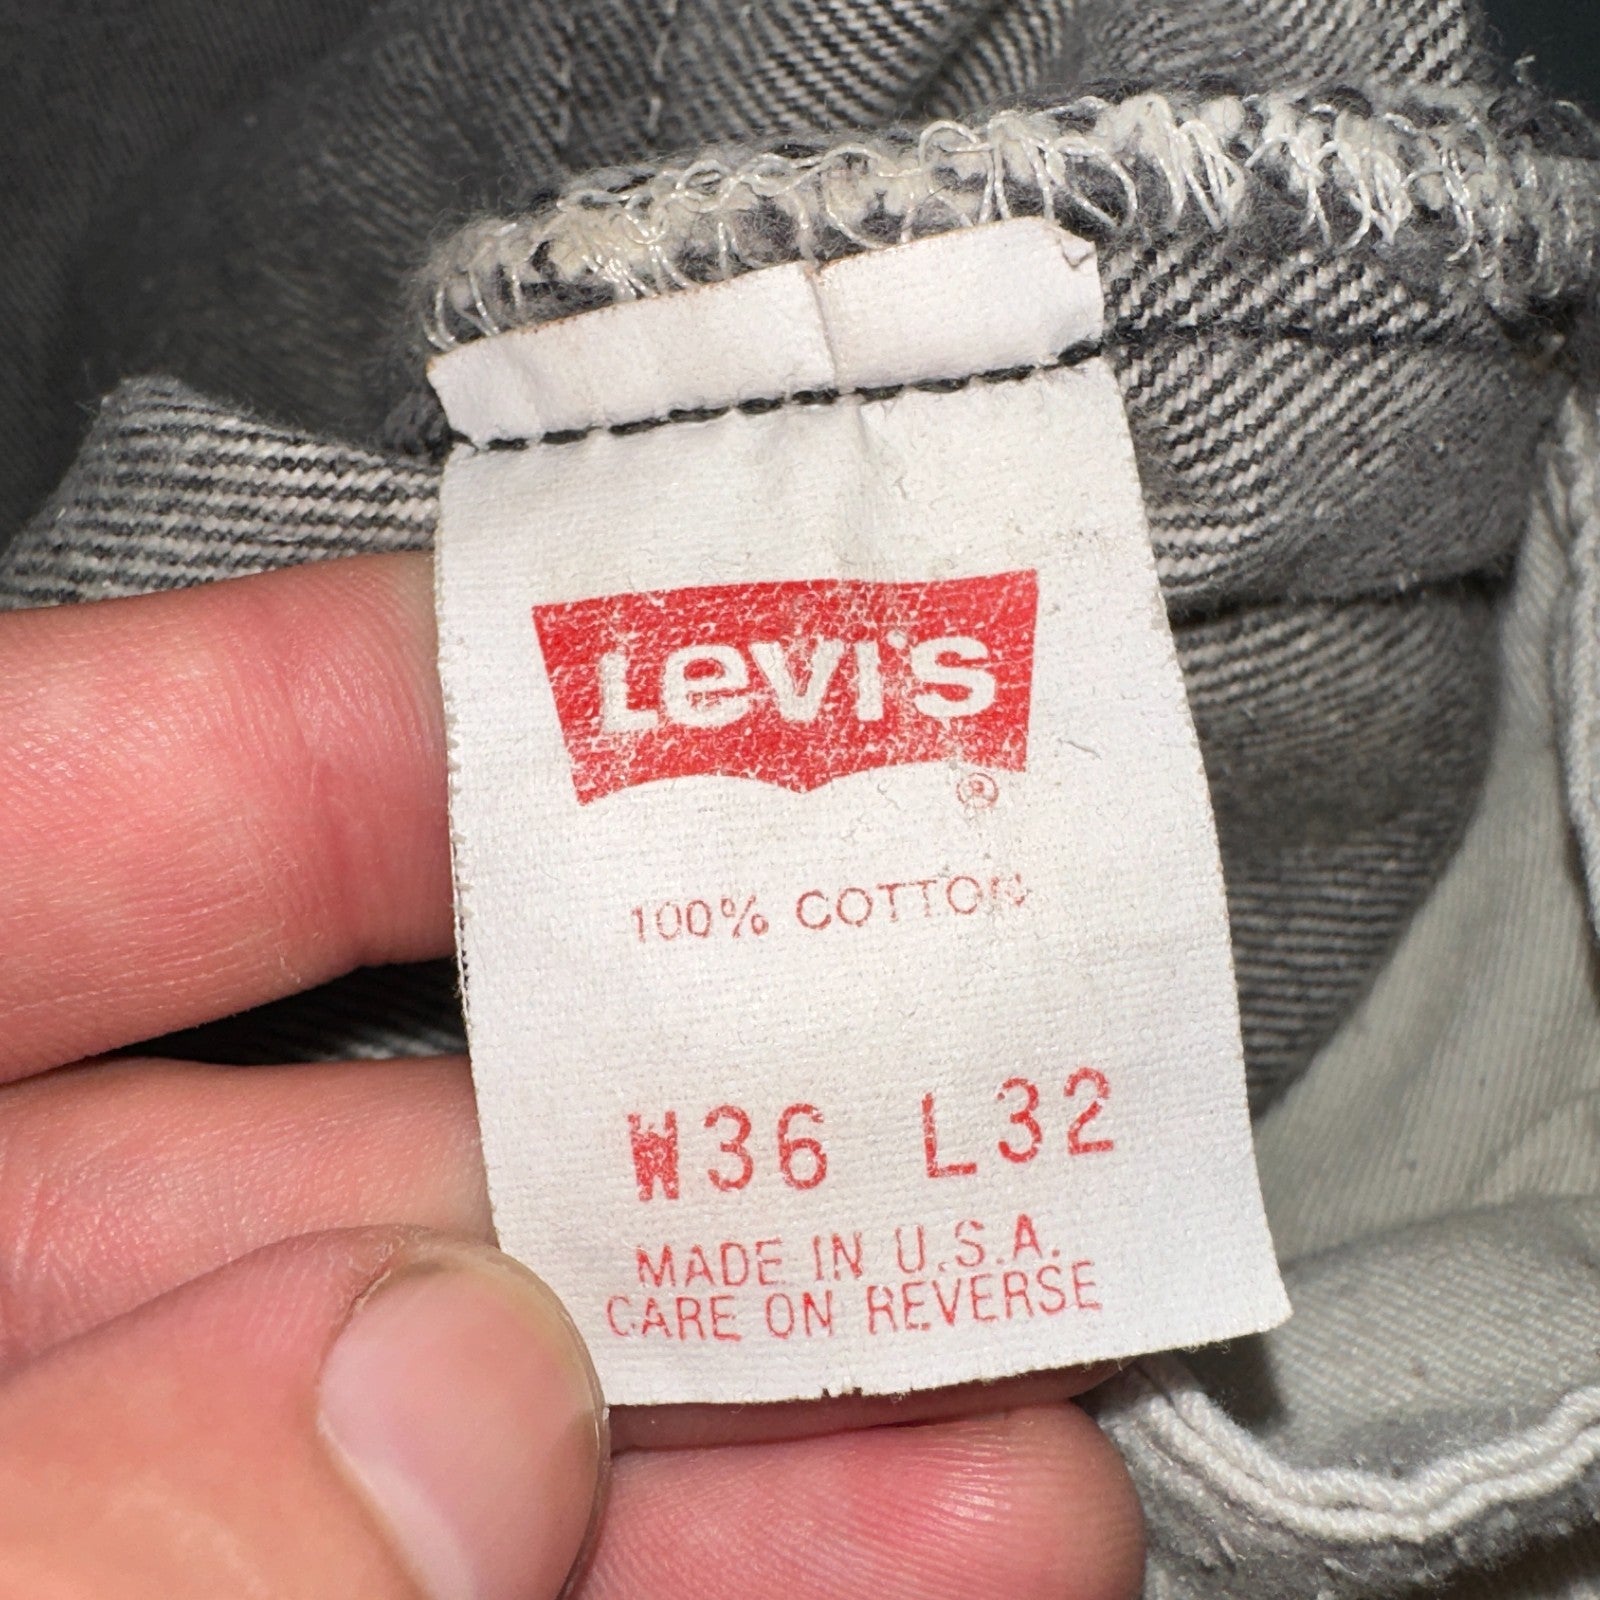 Levi's
®
100% COTTON
W36 L32
MADE IN U.S.A.
CARE ON REVERSE